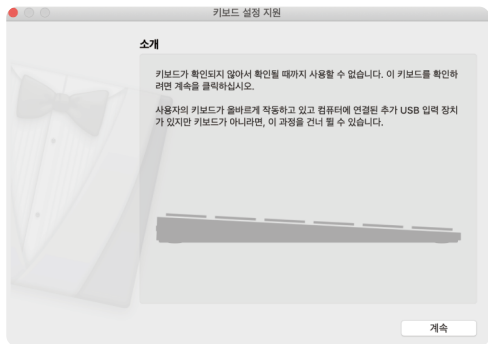 키보드 설정 지원
소개
키보드가 확인되지 않아서 확인될 때까지 사용할 수 없습니다. 이 키보드를 확인하
려면 계속을 클릭하십시오.
사용자의 키보드가 올바르게 작동하고 있고 컴퓨터에 연결된 추가 USB 입력 장치
가 있지만 키보드가 아니라면, 이 과정을 건너 뛸 수 있습니다.
계속